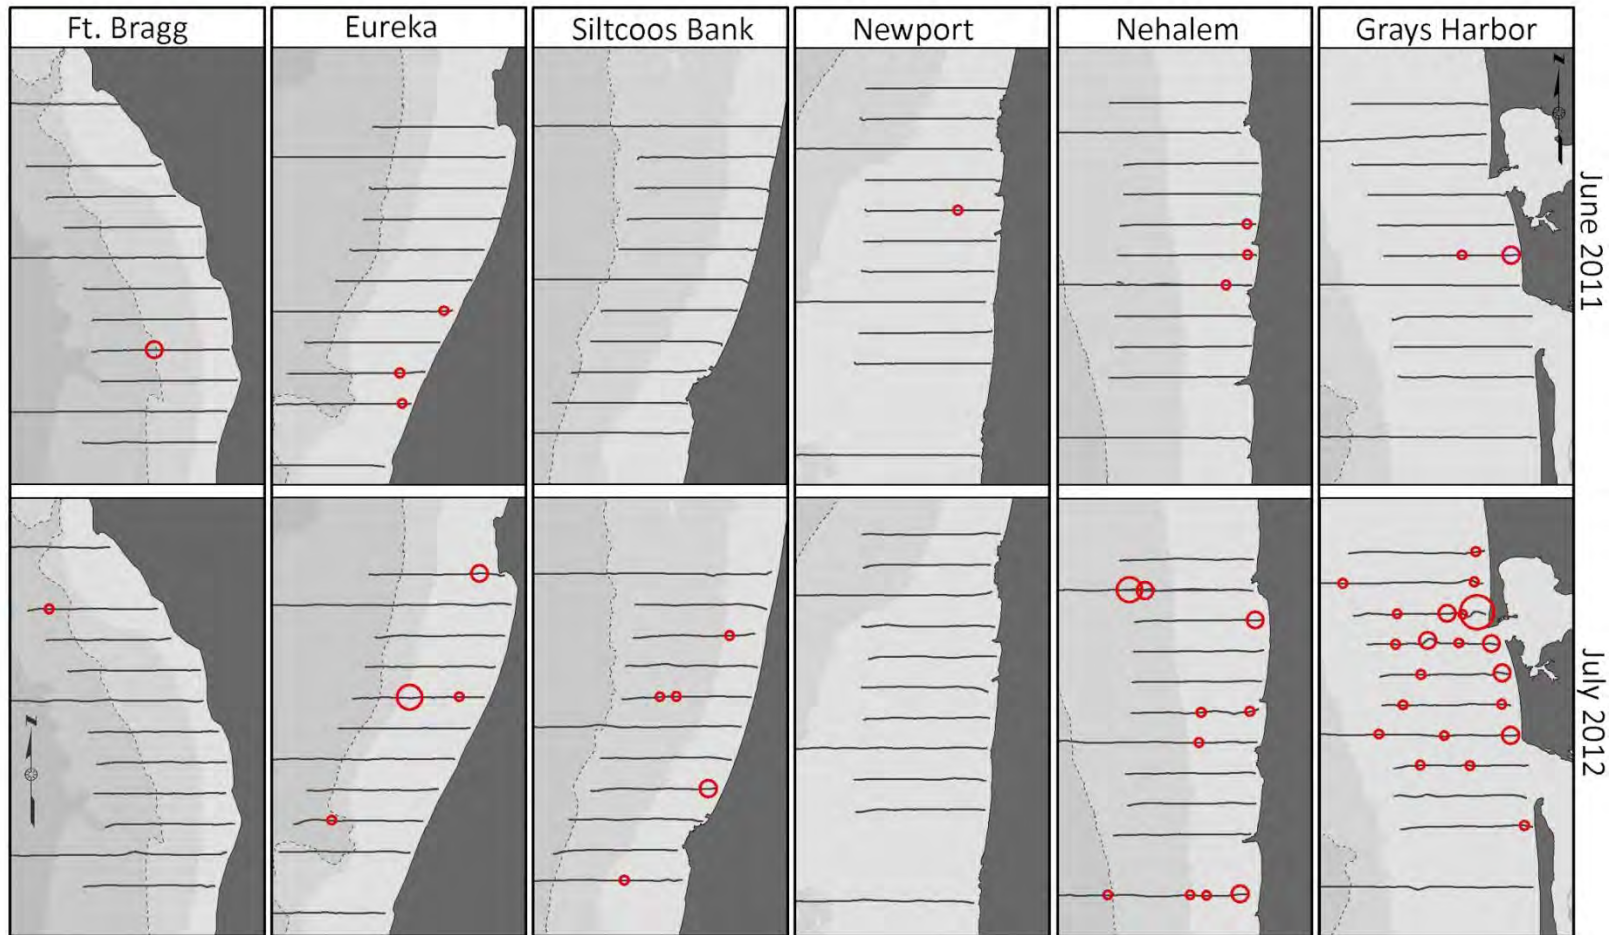 Ft. Bragg
Eureka
Siltcoos Bank
Newport
Nehalem
Grays Harbor
June 2011
July 2012
N
N